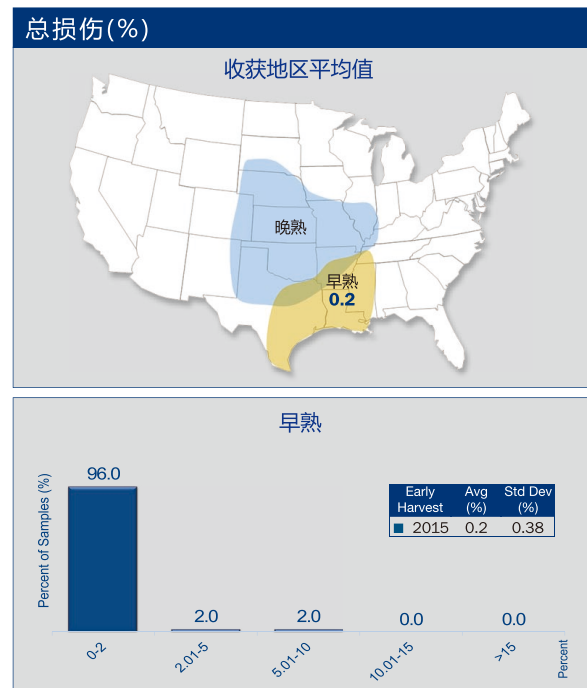 总损伤(%)
收获地区平均值
晚熟
早熟
0.2
早熟
Percent of Samples (%)
96.0
2.0
2.0
0.0
0.0
Early Harvest Avg (%) Std Dev (%)
2015 0.2 0.38
0-2
2.01-5
5.01-10
10.01-15
>15
Percent